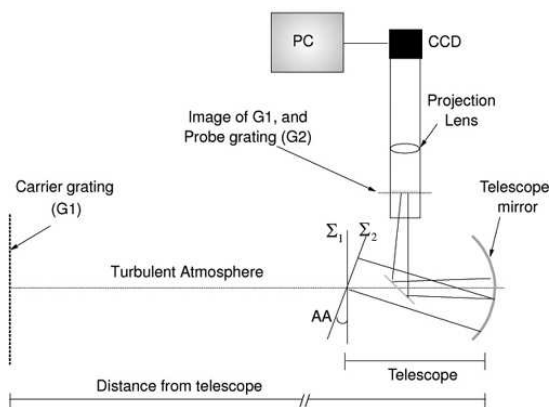 PC
CCD
Projection
Lens
Image of G1, and
Probe grating (G2)
Carrier grating
(G1)
Telescope
mirror
Σ1 Σ2
Turbulent Atmosphere
AA
Telescope
Distance from telescope